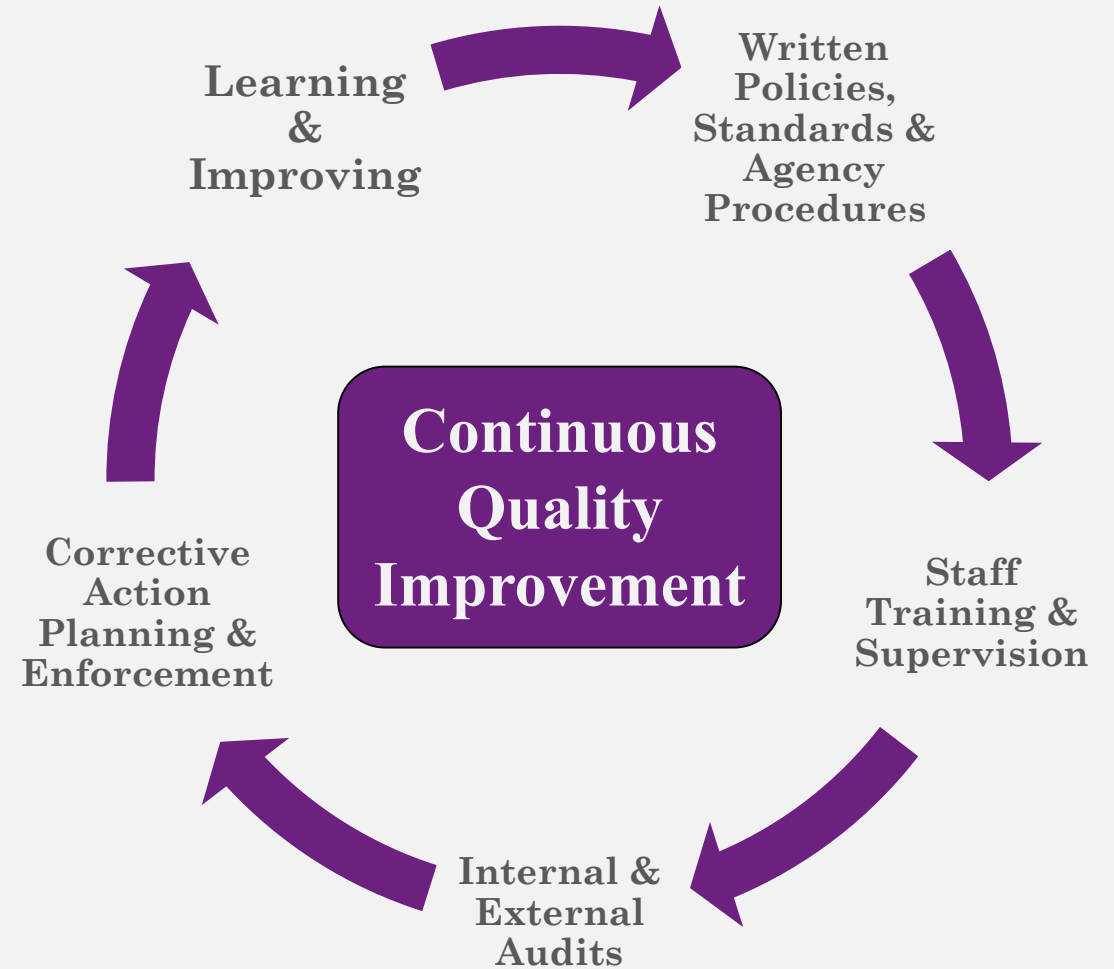 Learning
&
Improving
Written
Policies,
Standards &
Agency
Procedures
Continuous
Quality
Improvement
Staff
Training &
Supervision
Internal &
External
Audits
Corrective
Action
Planning &
Enforcement